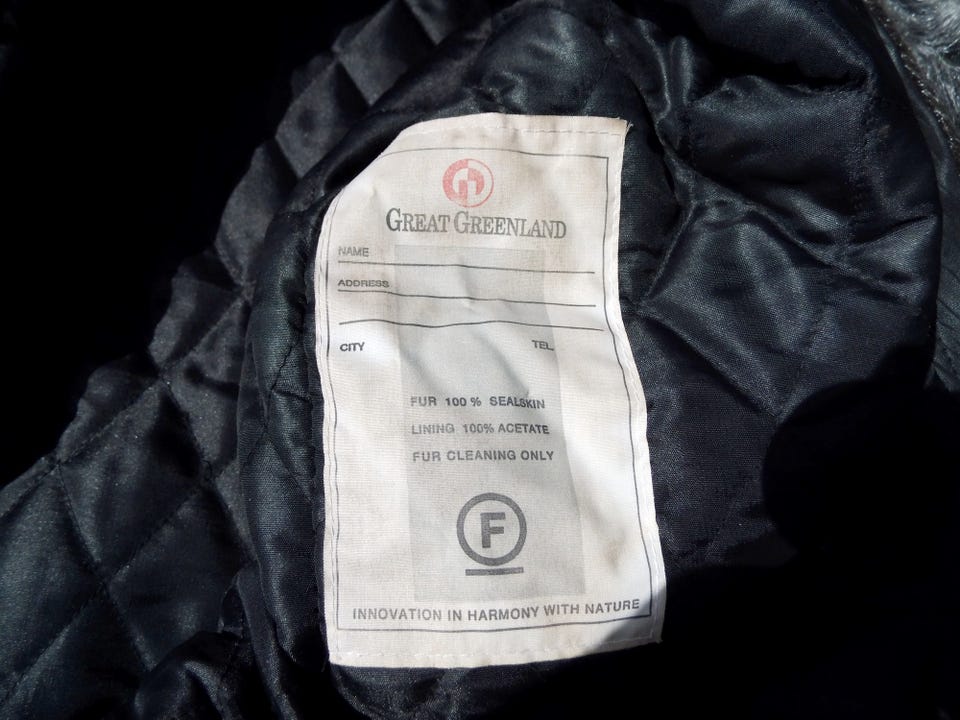 GREAT GREENLAND
NAME
ADDRESS
CITY TEL.
FUR 100 % SEALSKIN
LINING 100% ACETATE
FUR CLEANING ONLY
F
INNOVATION IN HARMONY WITH NATURE